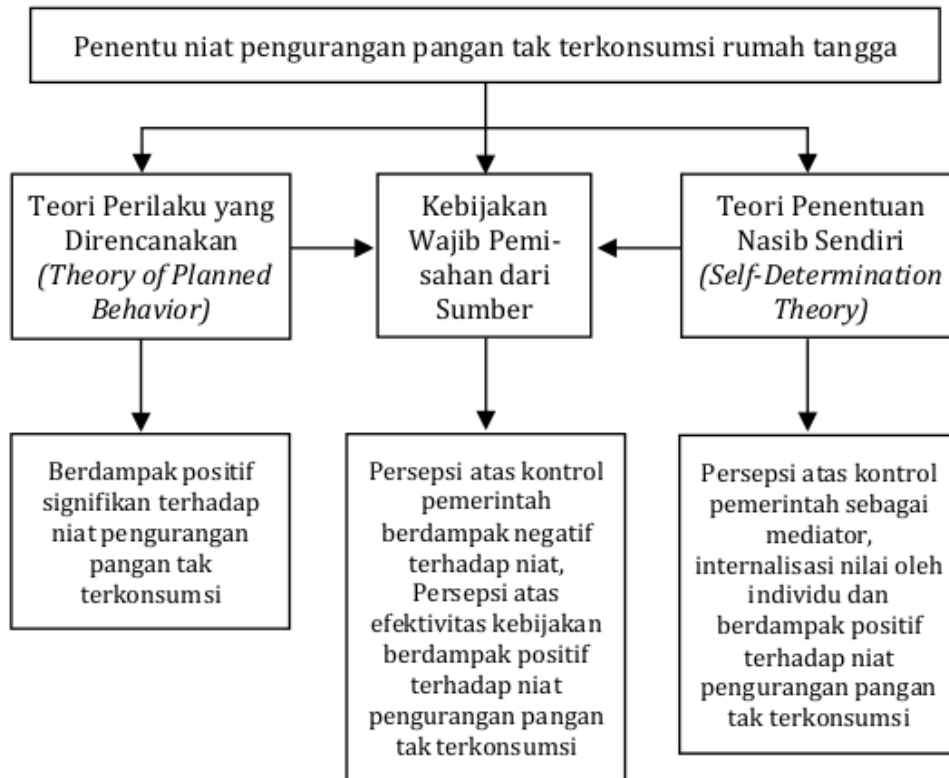 Penentu niat pengurangan pangan tak terkonsumsi rumah tangga
Teori Perilaku yang
Direncanakan
(Theory of Planned
Behavior)
Kebijakan
Wajib Pemi-
sahan dari
Sumber
Teori Penentuan
Nasib Sendiri
(Self-Determination
Theory)
Berdampak positif
signifikan terhadap
niat pengurangan
pangan tak
terkonsumsi
Persepsi atas kontrol
pemerintah
berdampak negatif
terhadap niat,
Persepsi atas
efektivitas kebijakan
berdampak positif
terhadap niat
pengurangan pangan
tak terkonsumsi
Persepsi atas kontrol
pemerintah sebagai
mediator,
internalisasi nilai oleh
individu dan
berdampak positif
terhadap niat
pengurangan pangan
tak terkonsumsi